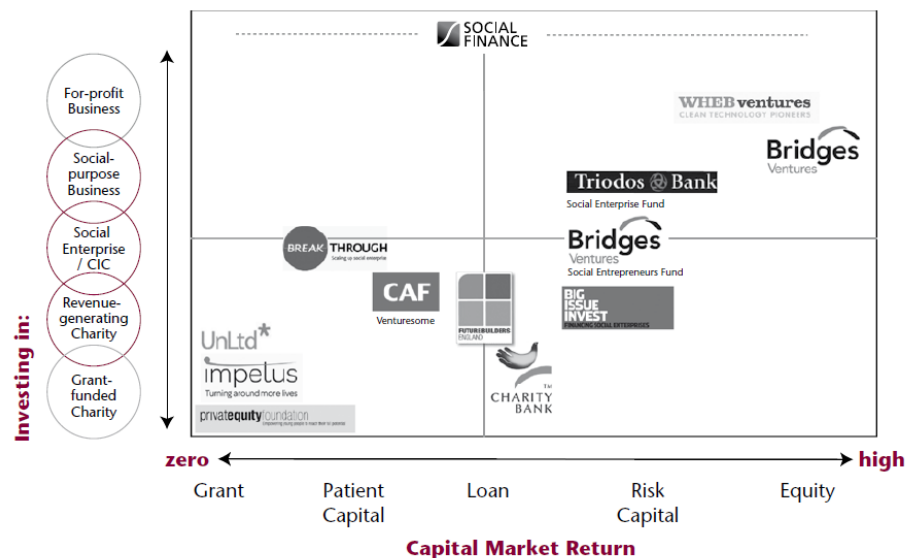 SOCIAL
FINANCE
Investing in:
For-profit
Business
Social-
purpose
Business
Social
Enterprise
/ CIC
Revenue-
generating
Charity
Grant-
funded
Charity
WHEB ventures
CLEAN TECHNOLOGY PIONEERS
Bridges
Ventures
Triodos Bank
Social Enterprise Fund
Bridges
Ventures
Social Entrepreneurs Fund
BREAK THROUGH
Scaling up social enterprise
CAF
Venturesome
FUTUREBUILDERS
ENGLAND
BIG
ISSUE
INVEST
FINANCING SOCIAL ENTERPRISES
UnLtd*
impetus
Turning around more lives
privateequityfoundation
CHARITY
BANK
TM
zero
high
Grant
Patient
Capital
Loan
Risk
Capital
Equity
Capital Market Return